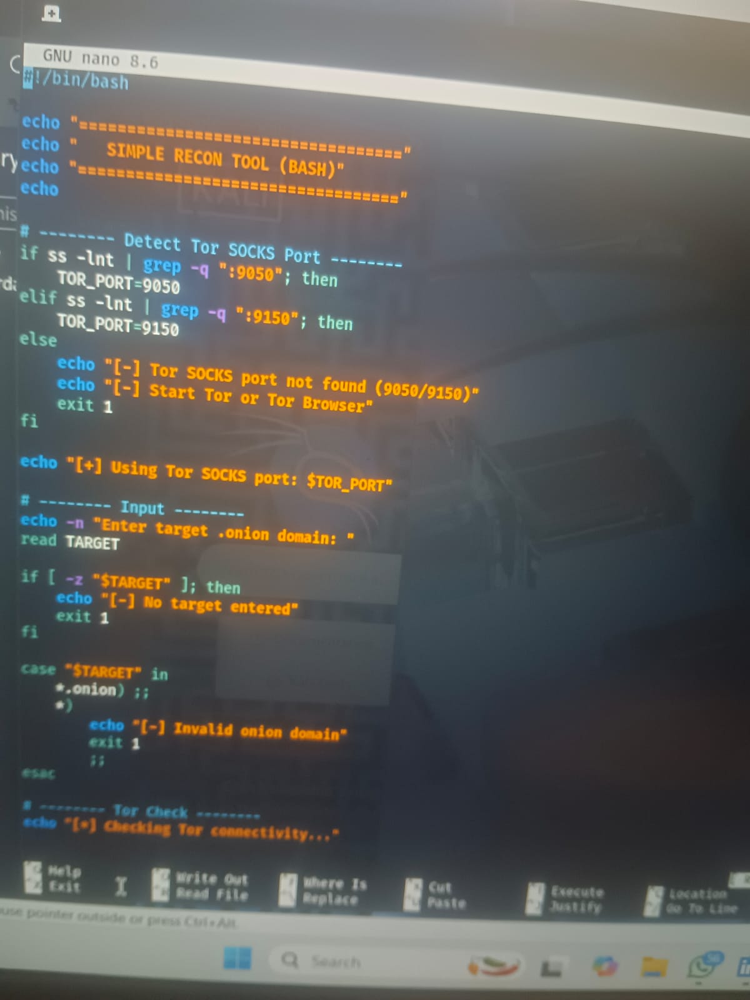 GNU nano 8.6
#!/bin/bash
echo "=================================="
echo "   SIMPLE RECON TOOL (BASH)"
echo "=================================="
echo
# -------- Detect Tor SOCKS Port --------
if ss -lnt | grep -q ":9050"; then
    TOR_PORT=9050
elif ss -lnt | grep -q ":9150"; then
    TOR_PORT=9150
else
    echo "[-] Tor SOCKS port not found (9050/9150)"
    echo "[-] Start Tor or Tor Browser"
    exit 1
fi
echo "[+] Using Tor SOCKS port: $TOR_PORT"
# -------- Input --------
echo -n "Enter target .onion domain: "
read TARGET
if [ -z "$TARGET" ]; then
    echo "[-] No target entered"
    exit 1
fi
case "$TARGET" in
    *.onion) ;;
    *)
        echo "[-] Invalid onion domain"
        exit 1
        ;;
esac
# -------- Tor Check --------
echo "[*] Checking Tor connectivity..."
Help Write Out Where Is Cut Execute Location
Exit Read File Replace Paste Justify Go To Line
pointer outside or press Ctrl+Alt.
Search